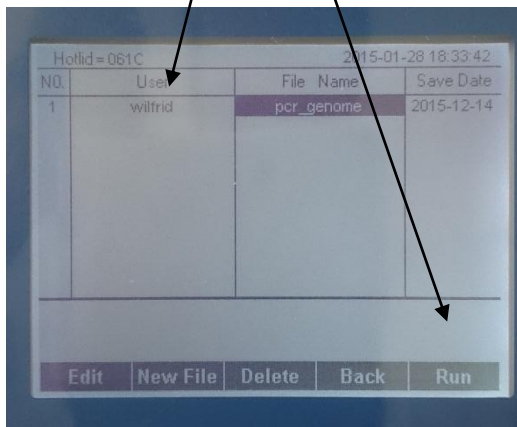 Hotlid = 061C 2015-01-28 18:33:42
N0. User File Name Save Date
1 wilfrid pcr_genome 2015-12-14
Edit New File Delete Back Run